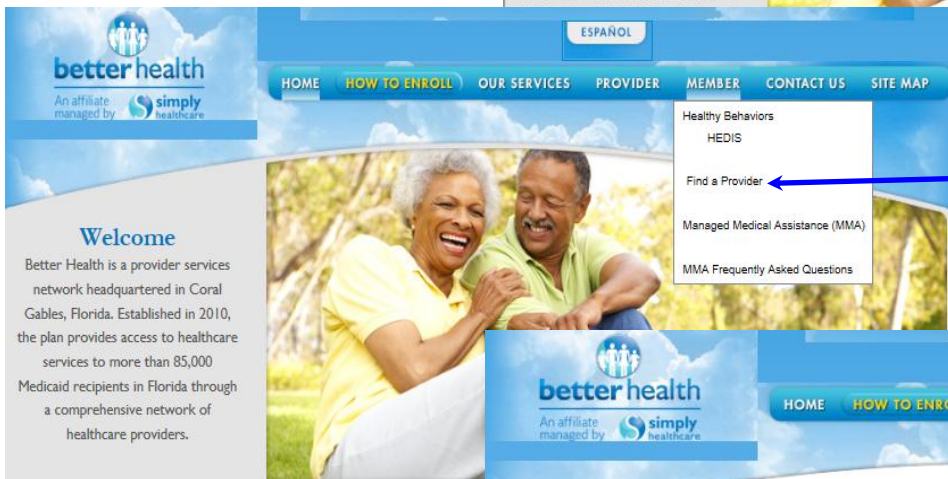 ESPAÑOL
better health
An affiliate
managed by
simply
healthcare
HOME HOW TO ENROLL OUR SERVICES PROVIDER MEMBER CONTACT US SITE MAP
Healthy Behaviors
HEDIS
Find a Provider
Managed Medical Assistance (MMA)
MMA Frequently Asked Questions
Welcome
Better Health is a provider services
network headquartered in Coral
Gables, Florida. Established in 2010,
the plan provides access to healthcare
services to more than 85,000
Medicaid recipients in Florida through
a comprehensive network of
healthcare providers.
better health
An affiliate
managed by
simply
healthcare
HOME HOW TO ENRO